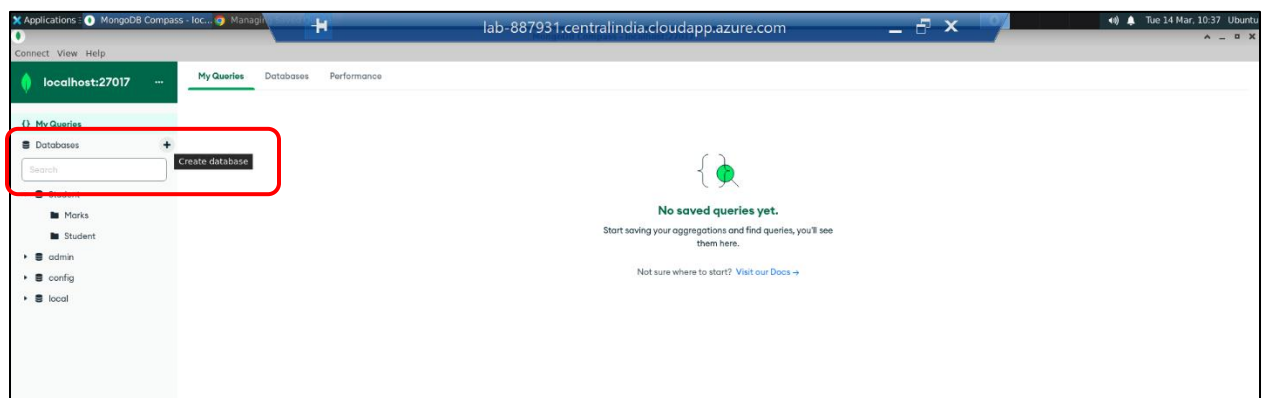 Applications
MongoDB Compass - loc...
Managin
lab-887931.centralindia.cloudapp.azure.com
Tue 14 Mar, 10:37 Ubuntu
Connect View Help
localhost:27017 ...
My Queries Databases Performance
{} My Queries
Databases +
Create database
Search
Student
Marks
Student
admin
config
local
No saved queries yet.
Start saving your aggregations and find queries, you'll see
them here.
Not sure where to start? Visit our Docs →